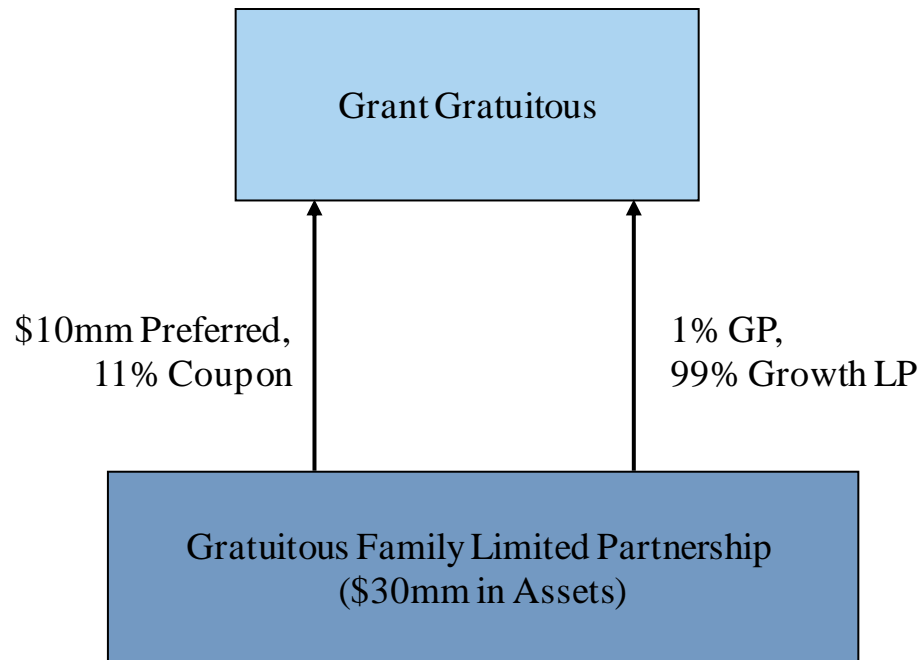 Grant Gratuitous
$10mm Preferred,
11% Coupon
1% GP,
99% Growth LP
Gratuitous Family Limited Partnership
($30mm in Assets)